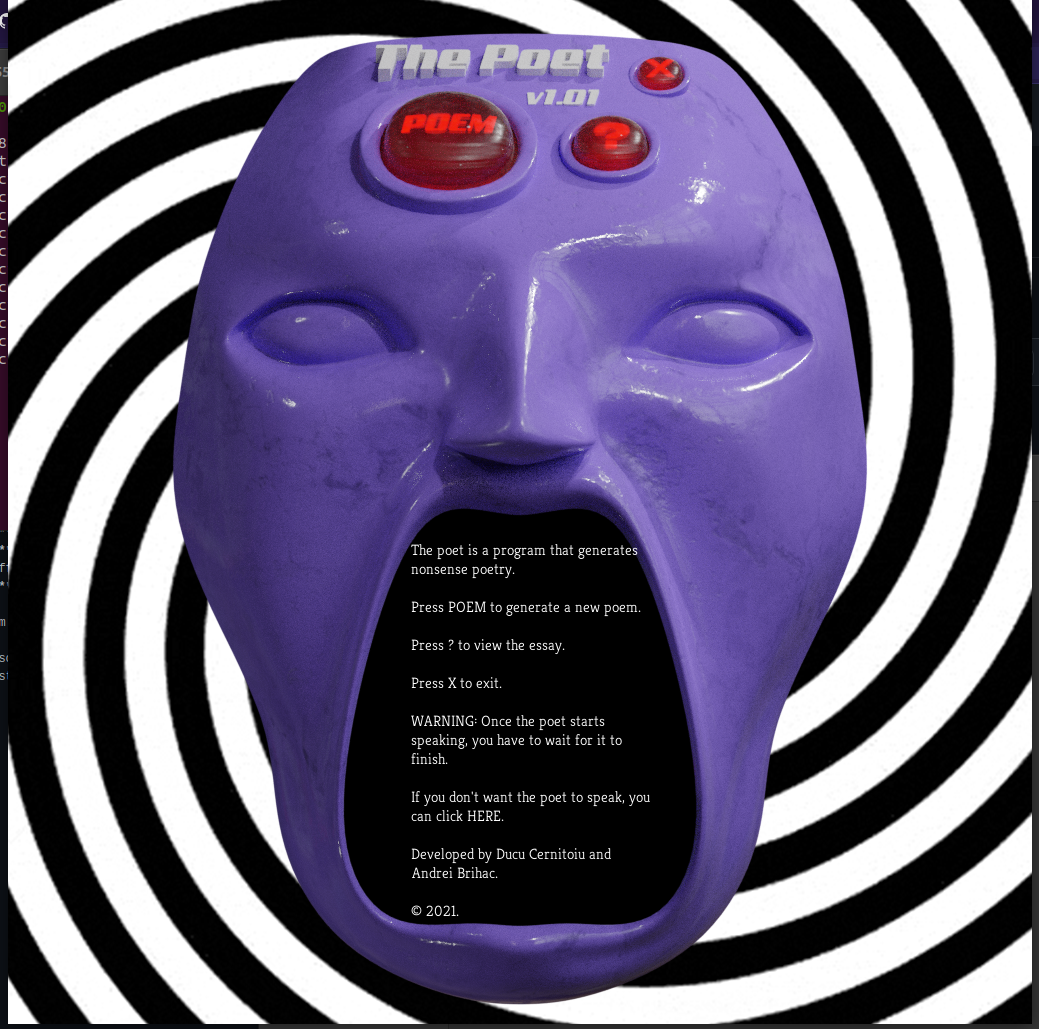 The Poet
v1.01
X
POEM
?
The poet is a program that generates
nonsense poetry.
Press POEM to generate a new poem.
Press ? to view the essay.
Press X to exit.
WARNING: Once the poet starts
speaking, you have to wait for it to
finish.
If you don't want the poet to speak, you
can click HERE.
Developed by Ducu Cernitoiu and
Andrei Brihac.
© 2021.